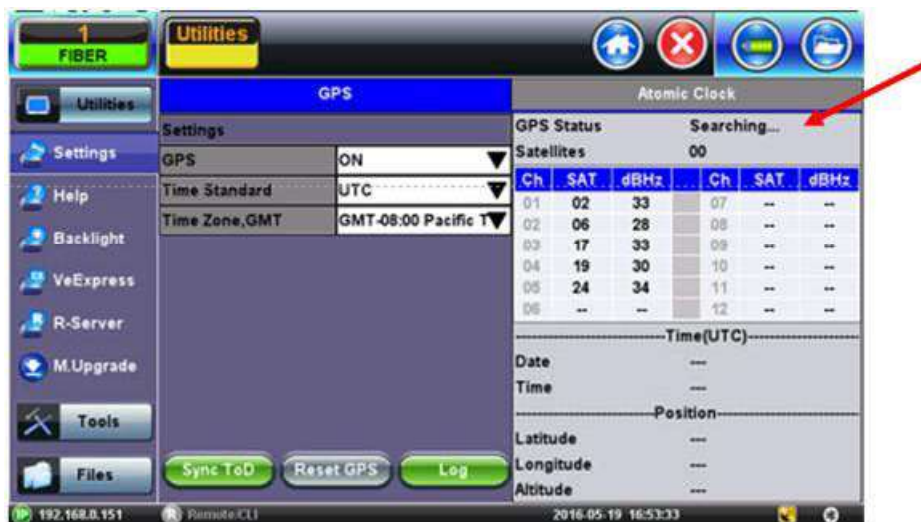 1
FIBER
Utilities
Utilities
Settings
Help
Backlight
VeExpress
R-Server
M.Upgrade
Tools
Files
GPS
Settings
GPS ON
Time Standard UTC
Time Zone,GMT GMT-08:00 Pacific T
Sync ToD Reset GPS Log
Atomic Clock
GPS Status Searching...
Satellites 00
Ch SAT dBHz Ch SAT dBHz
01 02 33 07 -- --
02 06 28 08 -- --
03 17 33 09 -- --
04 19 30 10 -- --
05 24 34 11 -- --
06 -- -- 12 -- --
Time(UTC)
Date ---
Time ---
Position
Latitude ---
Longitude ---
Altitude ---
IP 192.168.0.151 R Remote:CLI 2016-05-19 16:53:33